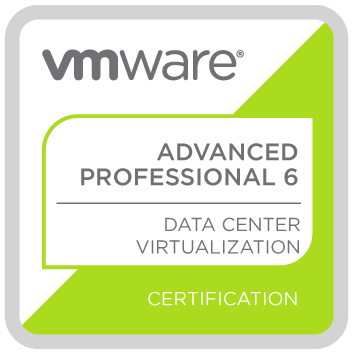 vmware®
ADVANCED
PROFESSIONAL 6
DATA CENTER
VIRTUALIZATION
CERTIFICATION